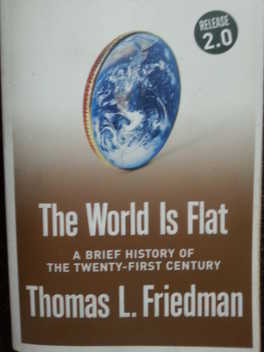 RELEASE
2.0
The World Is Flat
A BRIEF HISTORY OF
THE TWENTY-FIRST CENTURY
Thomas L. Friedman